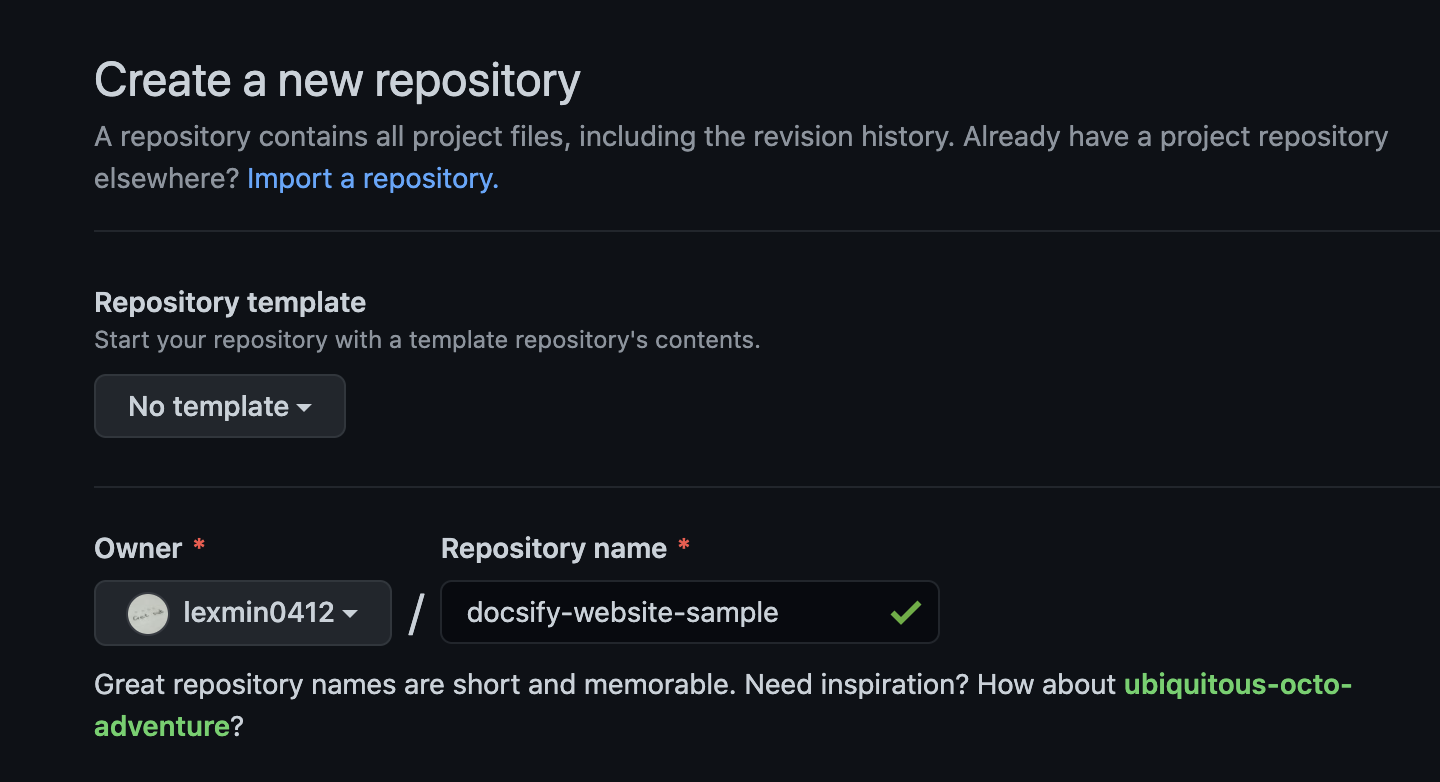 Create a new repository
A repository contains all project files, including the revision history. Already have a project repository
elsewhere? Import a repository.
Repository template
Start your repository with a template repository's contents.
No template
Owner *
Repository name *
lexmin0412 / docsify-website-sample
Great repository names are short and memorable. Need inspiration? How about ubiquitous-octo-
adventure?